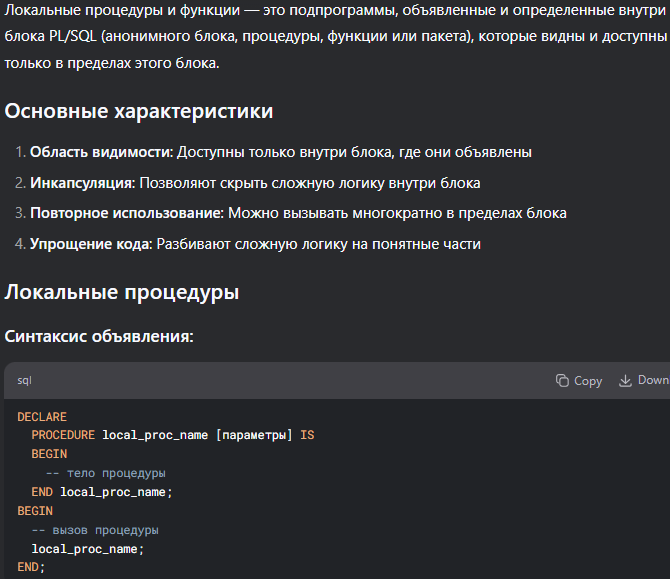 Локальные процедуры и функции — это подпрограммы, объявленные и определенные внутри
блока PL/SQL (анонимного блока, процедуры, функции или пакета), которые видны и доступны
только в пределах этого блока.
Основные характеристики
1. Область видимости: Доступны только внутри блока, где они объявлены
2. Инкапсуляция: Позволяют скрыть сложную логику внутри блока
3. Повторное использование: Можно вызывать многократно в пределах блока
4. Упрощение кода: Разбивают сложную логику на понятные части
Локальные процедуры
Синтаксис объявления:
sql Copy Down
DECLARE
PROCEDURE local_proc_name [параметры] IS
BEGIN
-- тело процедуры
END local_proc_name;
BEGIN
-- вызов процедуры
local_proc_name;
END;